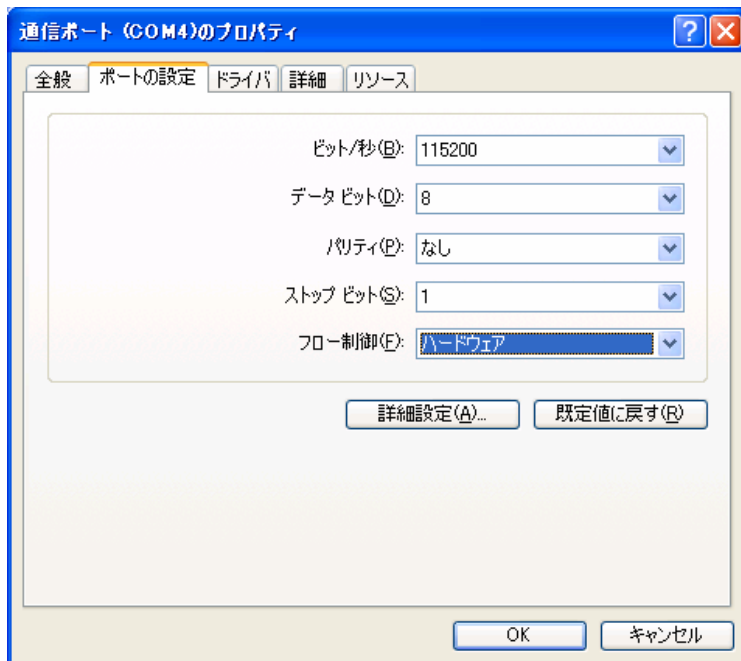 通信ポート (COM4)のプロパティ
全般 ポートの設定 ドライバ 詳細 リソース
ビット/秒(B): 115200
データ ビット(D): 8
パリティ(P): なし
ストップ ビット(S): 1
フロー制御(F): ハードウェア
詳細設定(A)... 既定値に戻す(R)
OK キャンセル